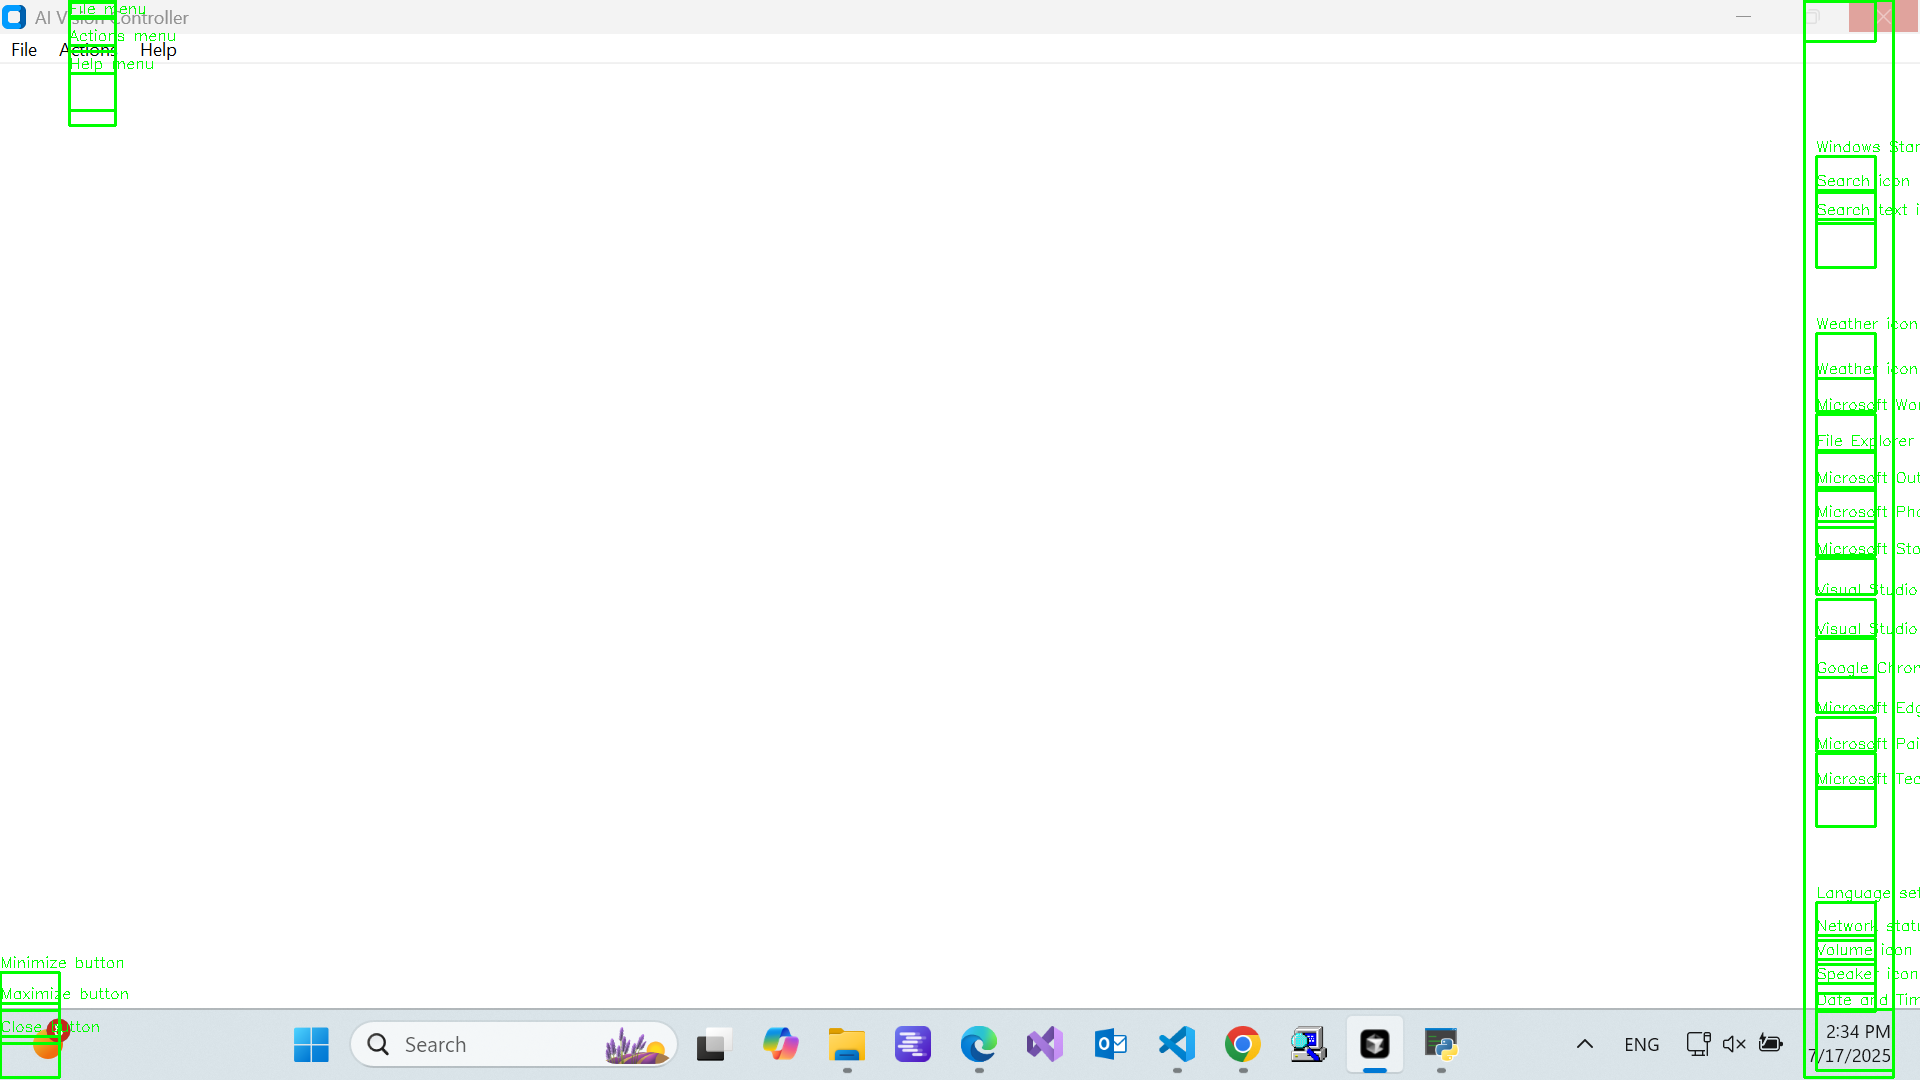 AI Vision Controller
File menu
File Actions Help
Actions menu
Help menu
Windows Star
Search icon
Search text i
Weather icon
Weather icon
Microsoft Wor
File Explorer
Microsoft Out
Microsoft Pho
Microsoft Sto
Visual Studio
Visual Studio
Google Chrom
Microsoft Edg
Microsoft Pai
Microsoft Tea
Language set
Network statu
Volume icon
Speaker icon
Date and Tim
Minimize button
Maximize button
Close button
Search
ENG
2:34 PM
7/17/2025